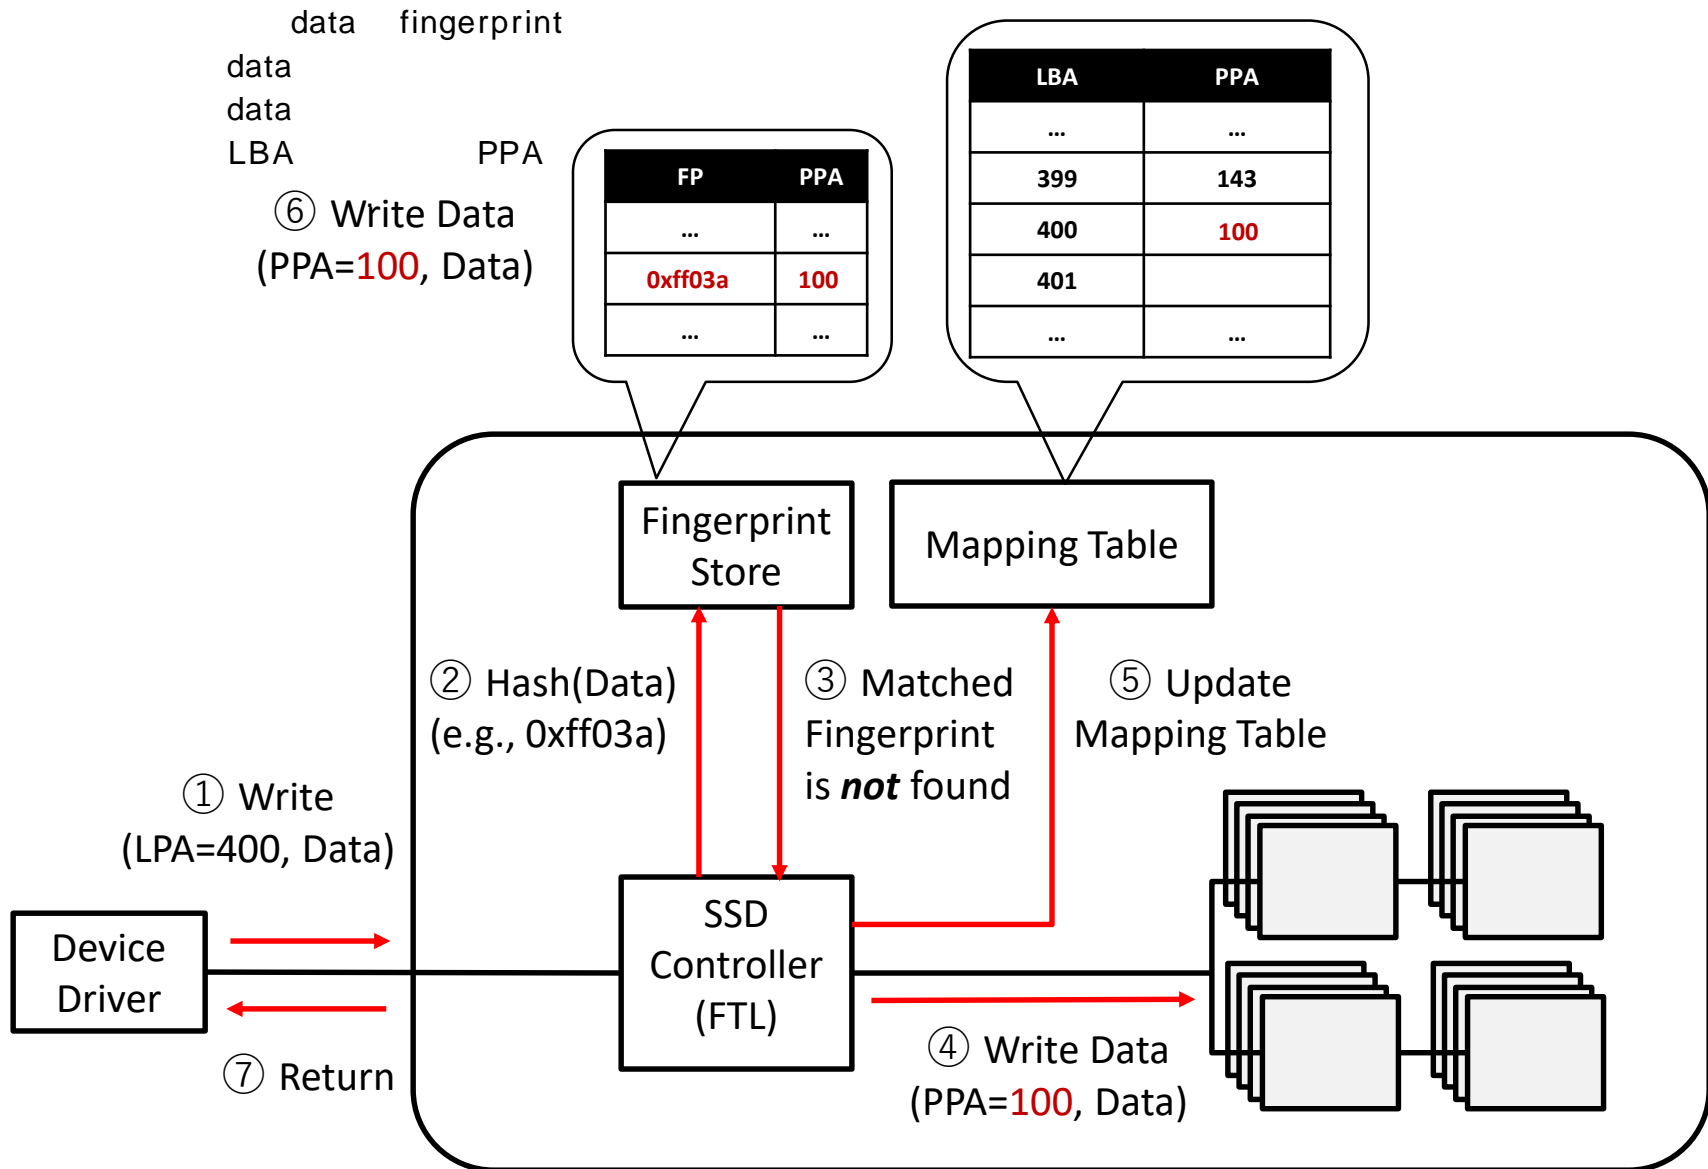 data fingerprint
data
data
LBA PPA
⑥ Write Data
(PPA=100, Data)
FP PPA
... ...
0xff03a 100
... ...
LBA PPA
... ...
399 143
400 100
401
... ...
Fingerprint
Store
Mapping Table
② Hash(Data)
(e.g., 0xff03a)
③ Matched
Fingerprint
is not found
⑤ Update
Mapping Table
① Write
(LPA=400, Data)
Device
Driver
⑦ Return
SSD
Controller
(FTL)
④ Write Data
(PPA=100, Data)